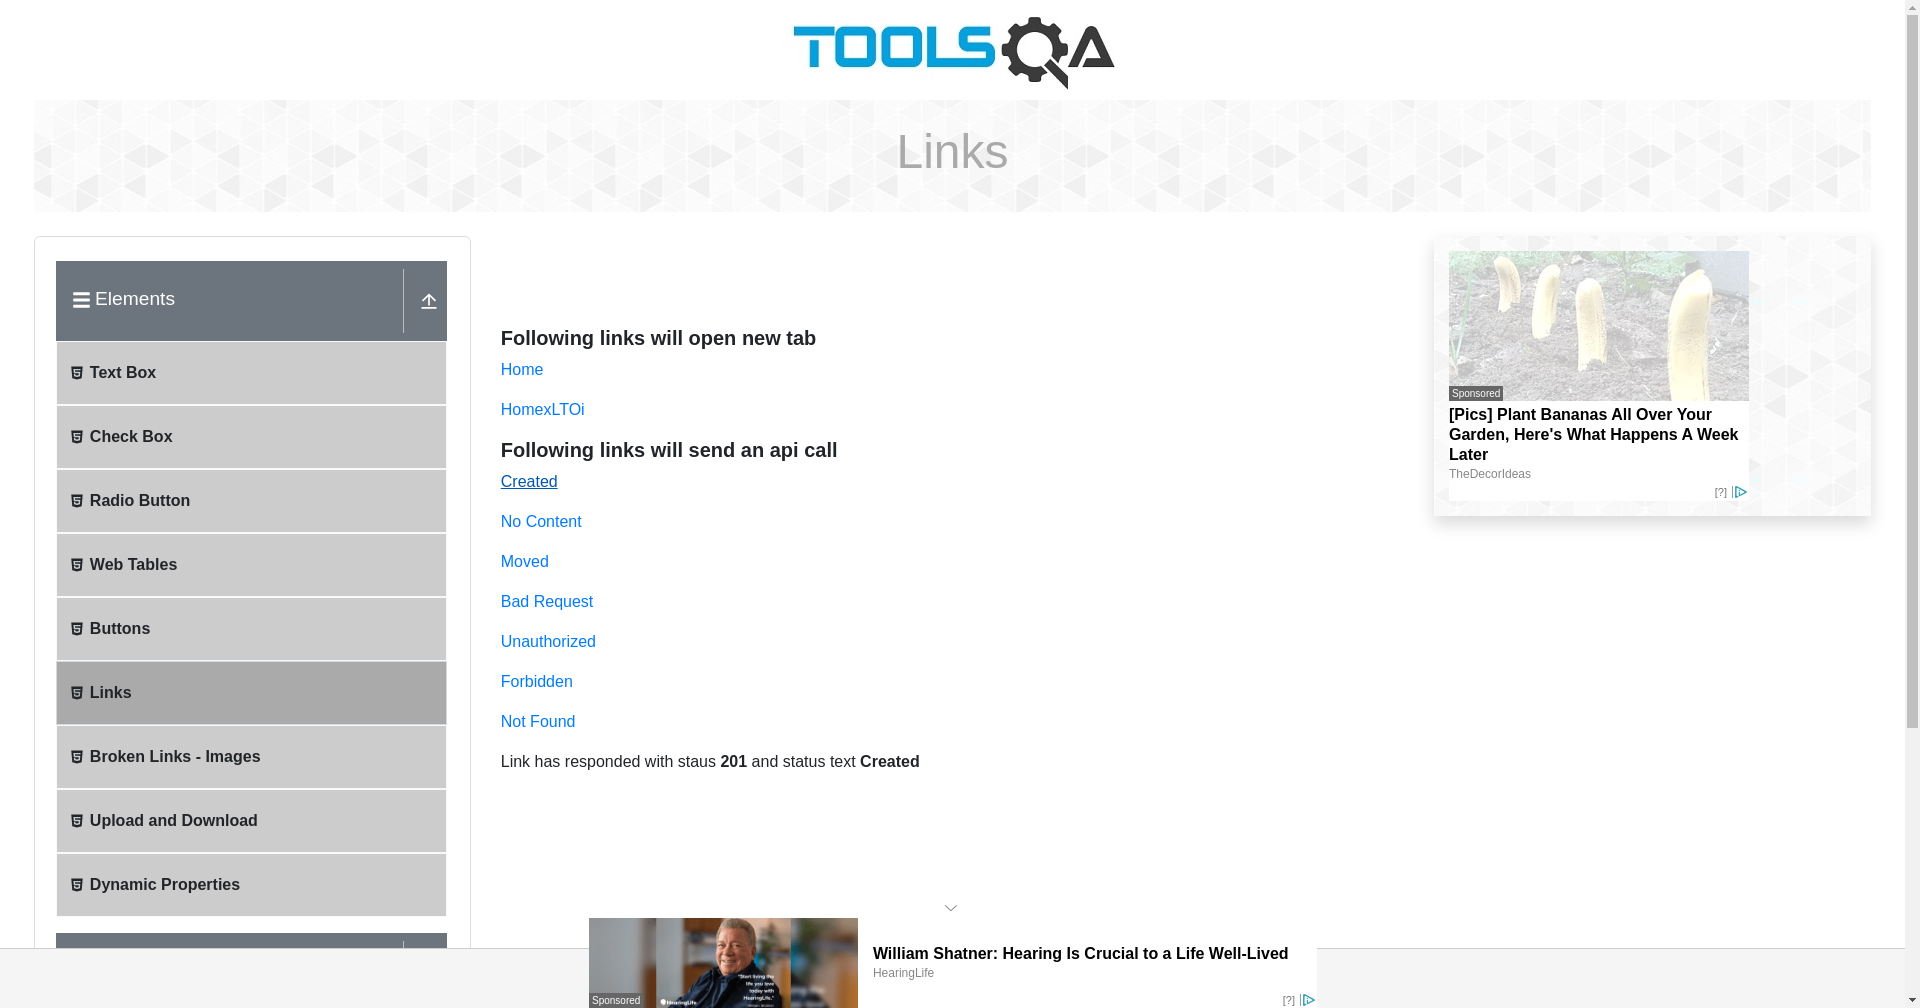 TOOLSQA
Links
Elements
Text Box
Check Box
Radio Button
Web Tables
Buttons
Links
Broken Links - Images
Upload and Download
Dynamic Properties
Following links will open new tab
Home
HomexLTOi
Following links will send an api call
Created
No Content
Moved
Bad Request
Unauthorized
Forbidden
Not Found
Link has responded with staus 201 and status text Created
Sponsored
[Pics] Plant Bananas All Over Your
Garden, Here's What Happens A Week
Later
TheDecorIdeas
[?]
"Start living the
life you love
today with
HearingLife."
HearingLife
Sponsored
William Shatner: Hearing Is Crucial to a Life Well-Lived
HearingLife
[?]